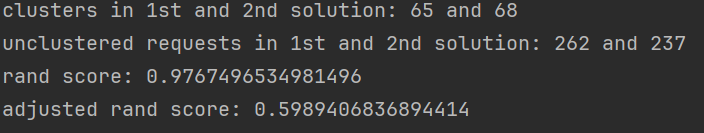 clusters in 1st and 2nd solution: 65 and 68
unclustered requests in 1st and 2nd solution: 262 and 237
rand score: 0.9767496534981496
adjusted rand score: 0.5989406836894414